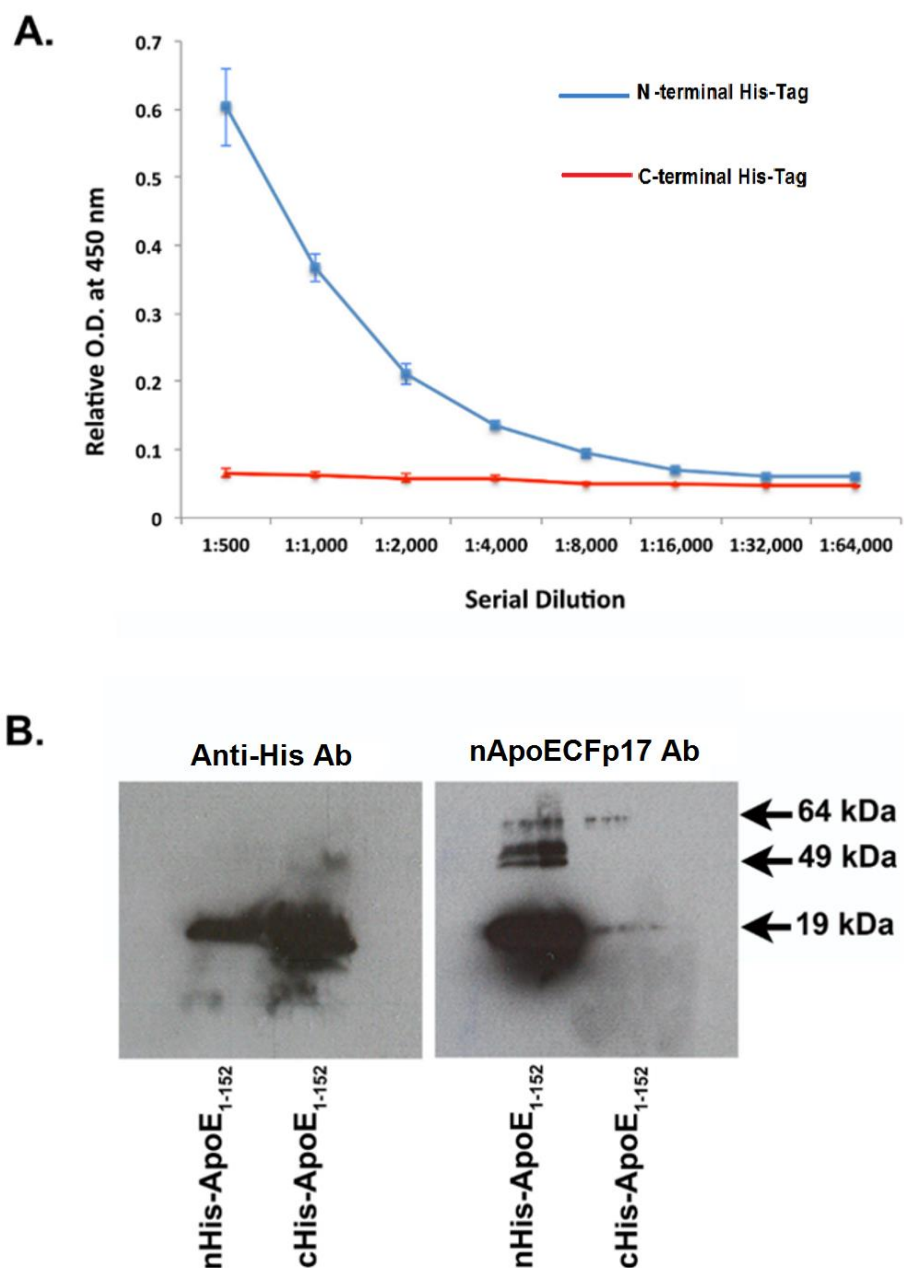 A.
0.7
0.6
0.5
0.4
0.3
0.2
0.1
0
Relative O.D. at 450 nm
N-terminal His-Tag
C-terminal His-Tag
1:500 1:1,000 1:2,000 1:4,000 1:8,000 1:16,000 1:32,000 1:64,000
Serial Dilution
B.
Anti-His Ab
nApoECFp17 Ab
64 kDa
49 kDa
19 kDa
nHis-ApoE1-152
cHis-ApoE1-152
nHis-ApoE1-152
cHis-ApoE1-152